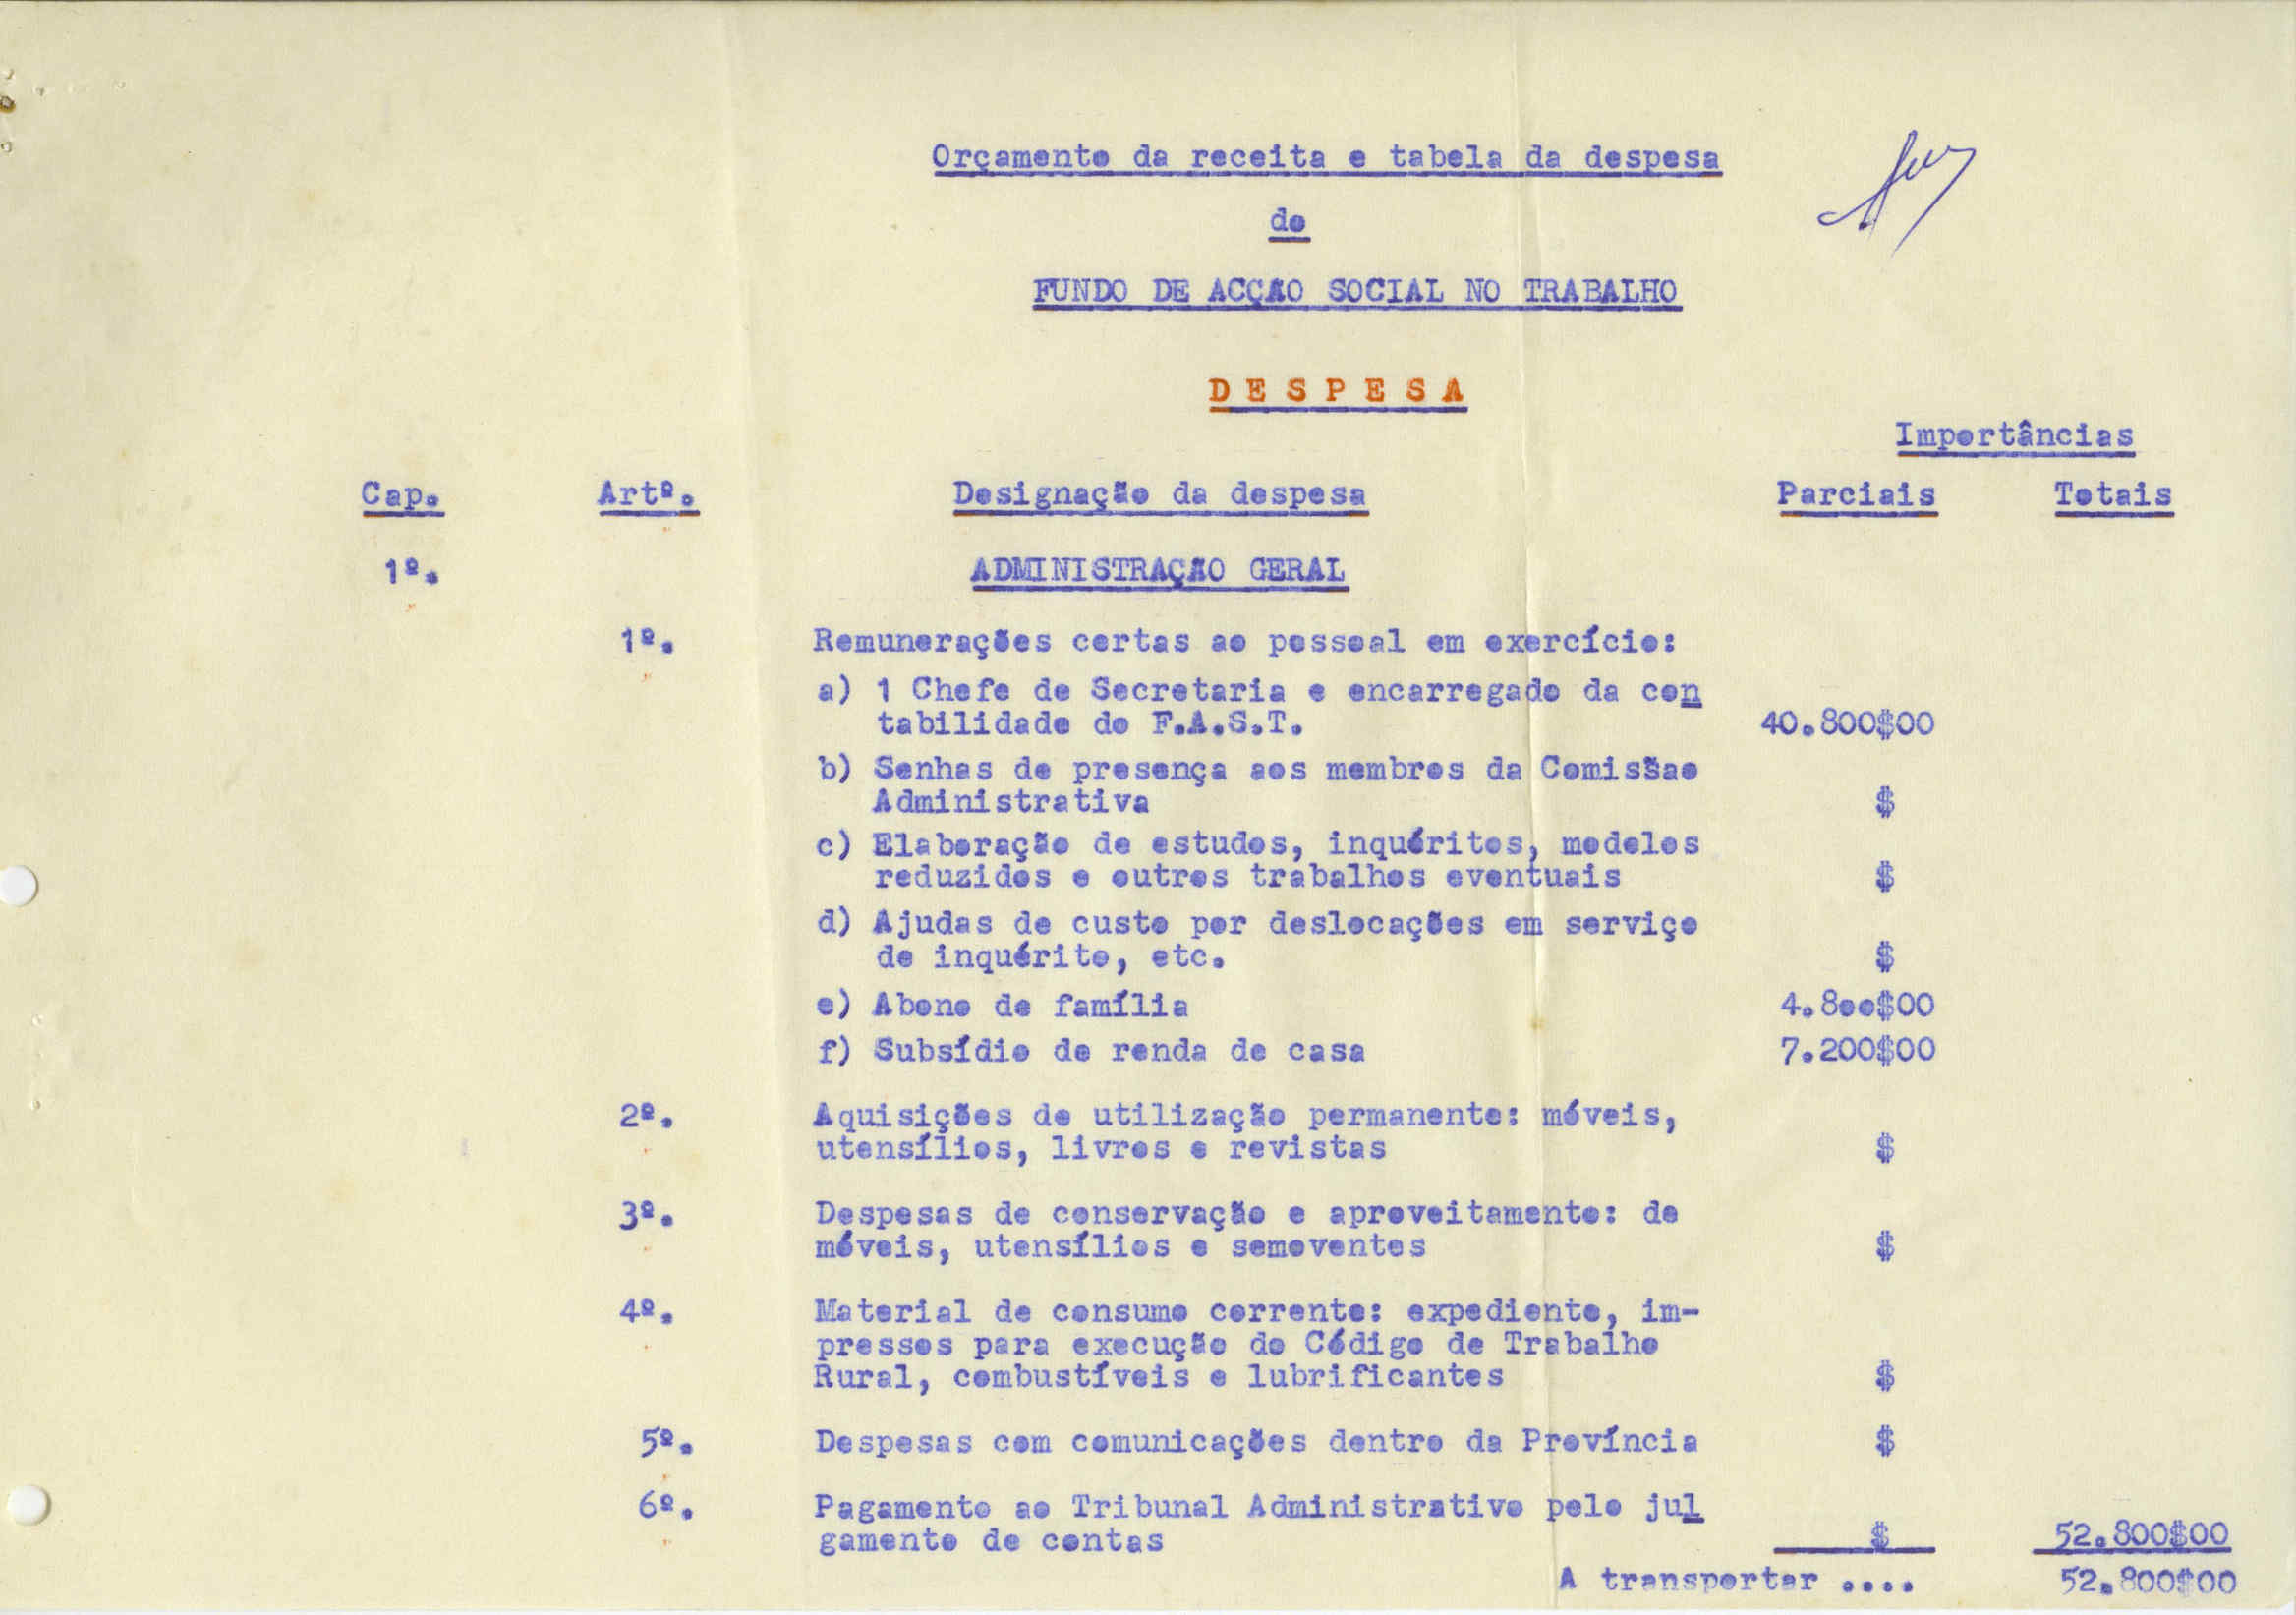 Orçamento da receita e tabela da despesa
do
FUNDO DE ACÇÃO SOCIAL NO TRABALHO
DESPESA
Importâncias
Cap. Artº. Designação da despesa Parciais Totais
1º. ADMINISTRAÇÃO GERAL
1º. Remunerações certas ao pessoal em exercício:
a) 1 Chefe de Secretaria e encarregado da con
tabilidade do F.A.S.T. 40.800$00
b) Senhas de presença aos membros da Comissão
Administrativa $
c) Elaboração de estudos, inquéritos, modelos
reduzidos e outros trabalhos eventuais $
d) Ajudas de custo por deslocações em serviço
de inquérito, etc. $
e) Abono de família 4.8oo$00
f) Subsídio de renda de casa 7.200$00
2º. Aquisições de utilização permanente: móveis,
utensílios, livros e revistas $
3º. Despesas de conservação e aproveitamento: de
móveis, utensílios e semoventes $
4º. Material de consumo corrente: expediente, im-
pressos para execução do Código de Trabalho
Rural, combustíveis e lubrificantes $
5º. Despesas com comunicações dentro da Província $
6º. Pagamento ao Tribunal Administrativo pelo jul
gamento de contas $ 52.800$00
A transportar .... 52.800$00